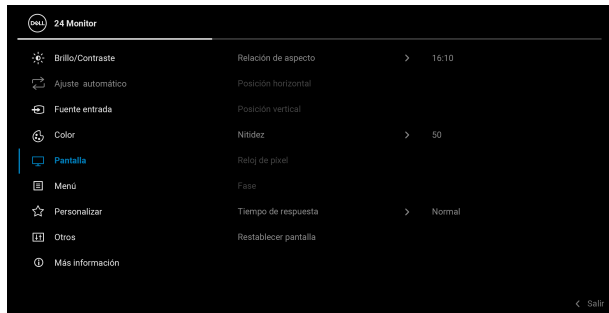 DELL 24 Monitor
Brillo/Contraste Relación de aspecto > 16:10
Ajuste automático Posición horizontal
Fuente entrada Posición vertical
Color Nitidez > 50
Pantalla Reloj de píxel
Menú Fase
Personalizar Tiempo de respuesta > Normal
Otros Restablecer pantalla
Más información
< Salir